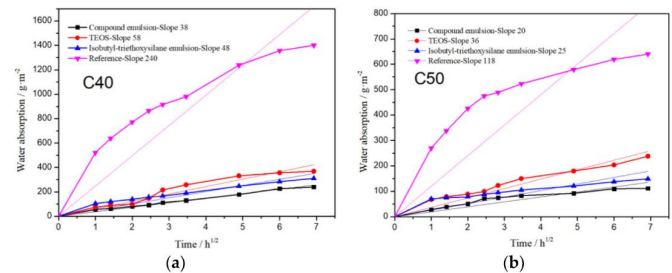 Compound emulsion-Slope 38
TEOS-Slope 58
Isobutyl-triethoxysilane emulsion-Slope 48
Reference-Slope 240
C40
Water absorption / g·m⁻²
1600
1400
1200
1000
800
600
400
200
0
0 1 2 3 4 5 6 7
Time / h^1/2
(a)
Compound emulsion-Slope 20
TEOS-Slope 36
Isobutyl-triethoxysilane emulsion-Slope 25
Reference-Slope 118
C50
Water absorption / g·m⁻²
800
700
600
500
400
300
200
100
0
0 1 2 3 4 5 6 7
Time / h^1/2
(b)